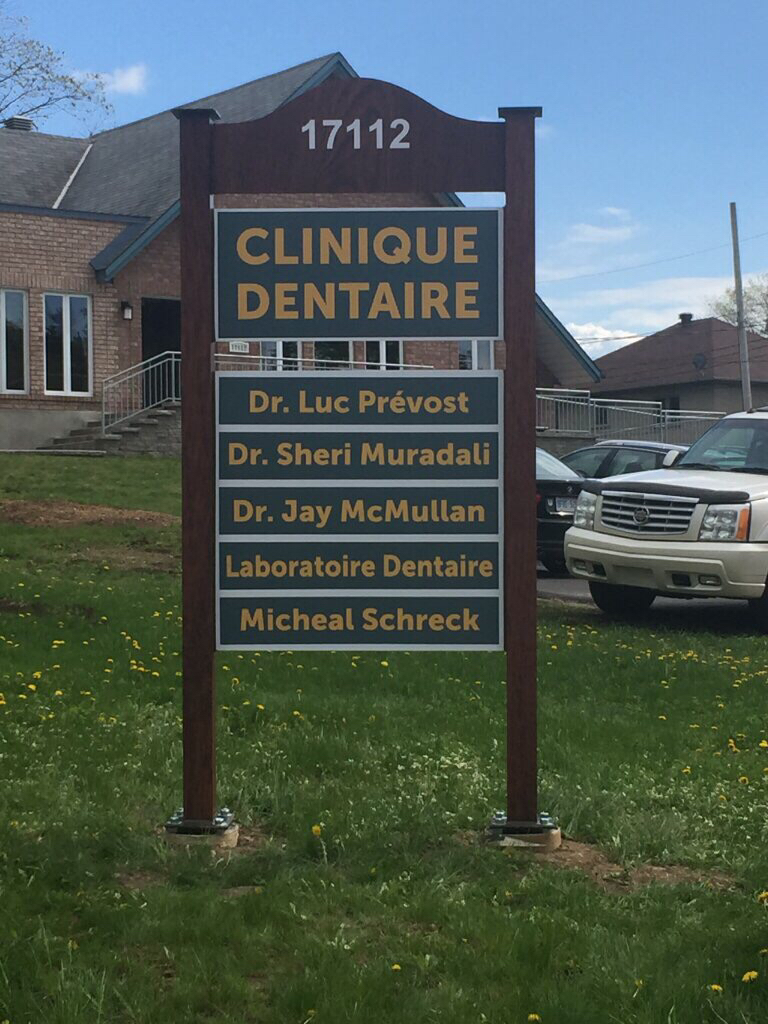 17112
CLINIQUE
DENTAIRE
Dr. Luc Prévost
Dr. Sheri Muradali
Dr. Jay McMullan
Laboratoire Dentaire
Micheal Schreck